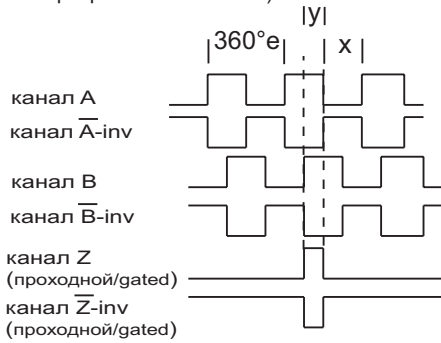 |y|
360°e
x
канал A
канал A̅-inv
канал B
канал B̅-inv
канал Z
(проходной/gated)
канал Z̅-inv
(проходной/gated)